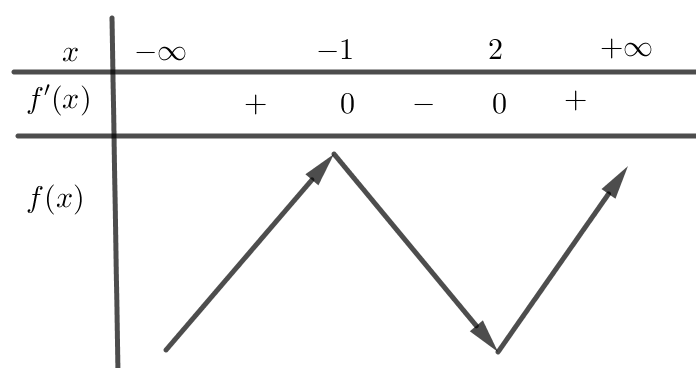 x −∞ −1 2 +∞
f′(x) + 0 − 0 +
f(x)